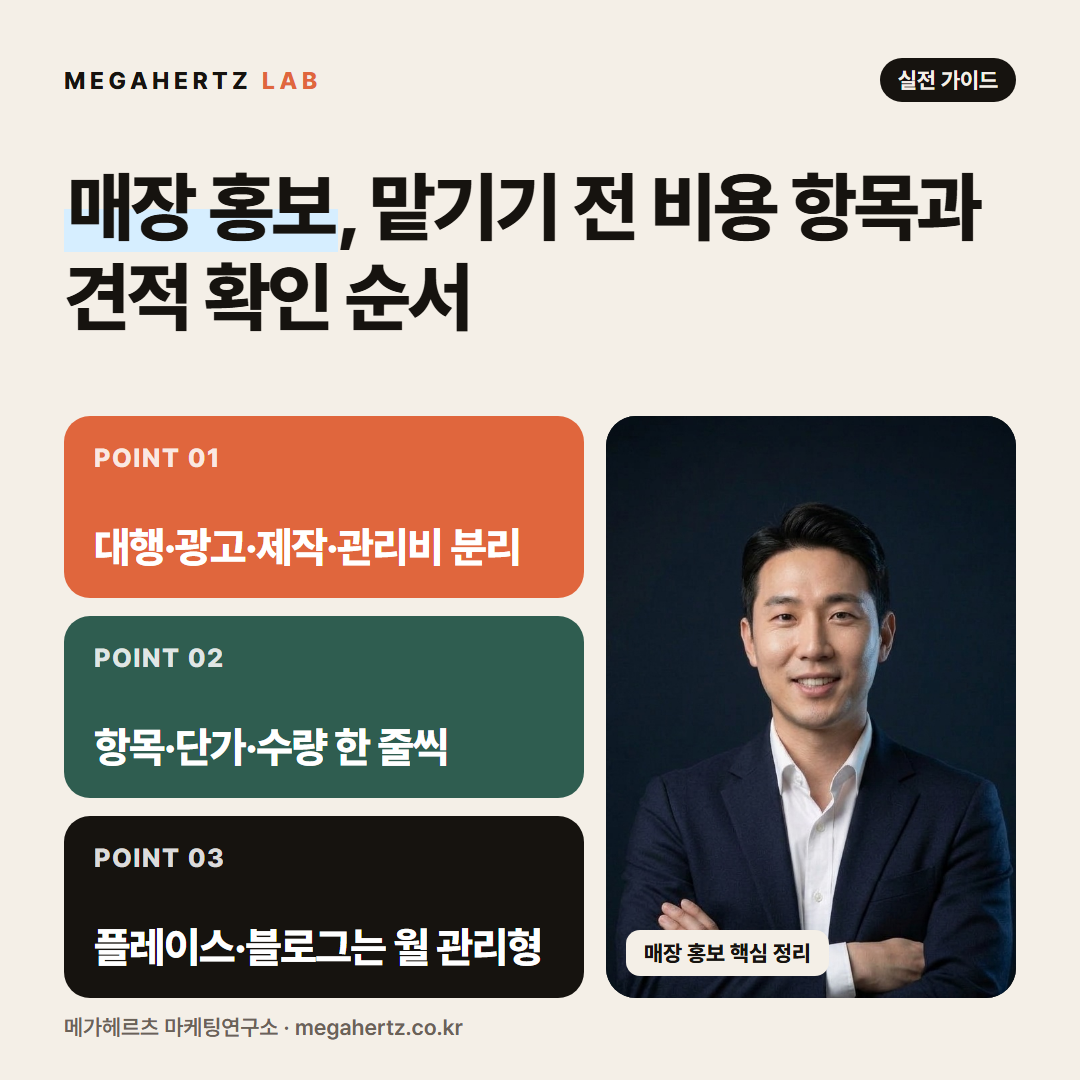 MEGAHERTZ LAB
실전 가이드
매장 홍보, 맡기기 전 비용 항목과
견적 확인 순서
POINT 01
대행·광고·제작·관리비 분리
POINT 02
항목·단가·수량 한 줄씩
POINT 03
플레이스·블로그는 월 관리형
매장 홍보 핵심 정리
메가헤르츠 마케팅연구소 · megahertz.co.kr